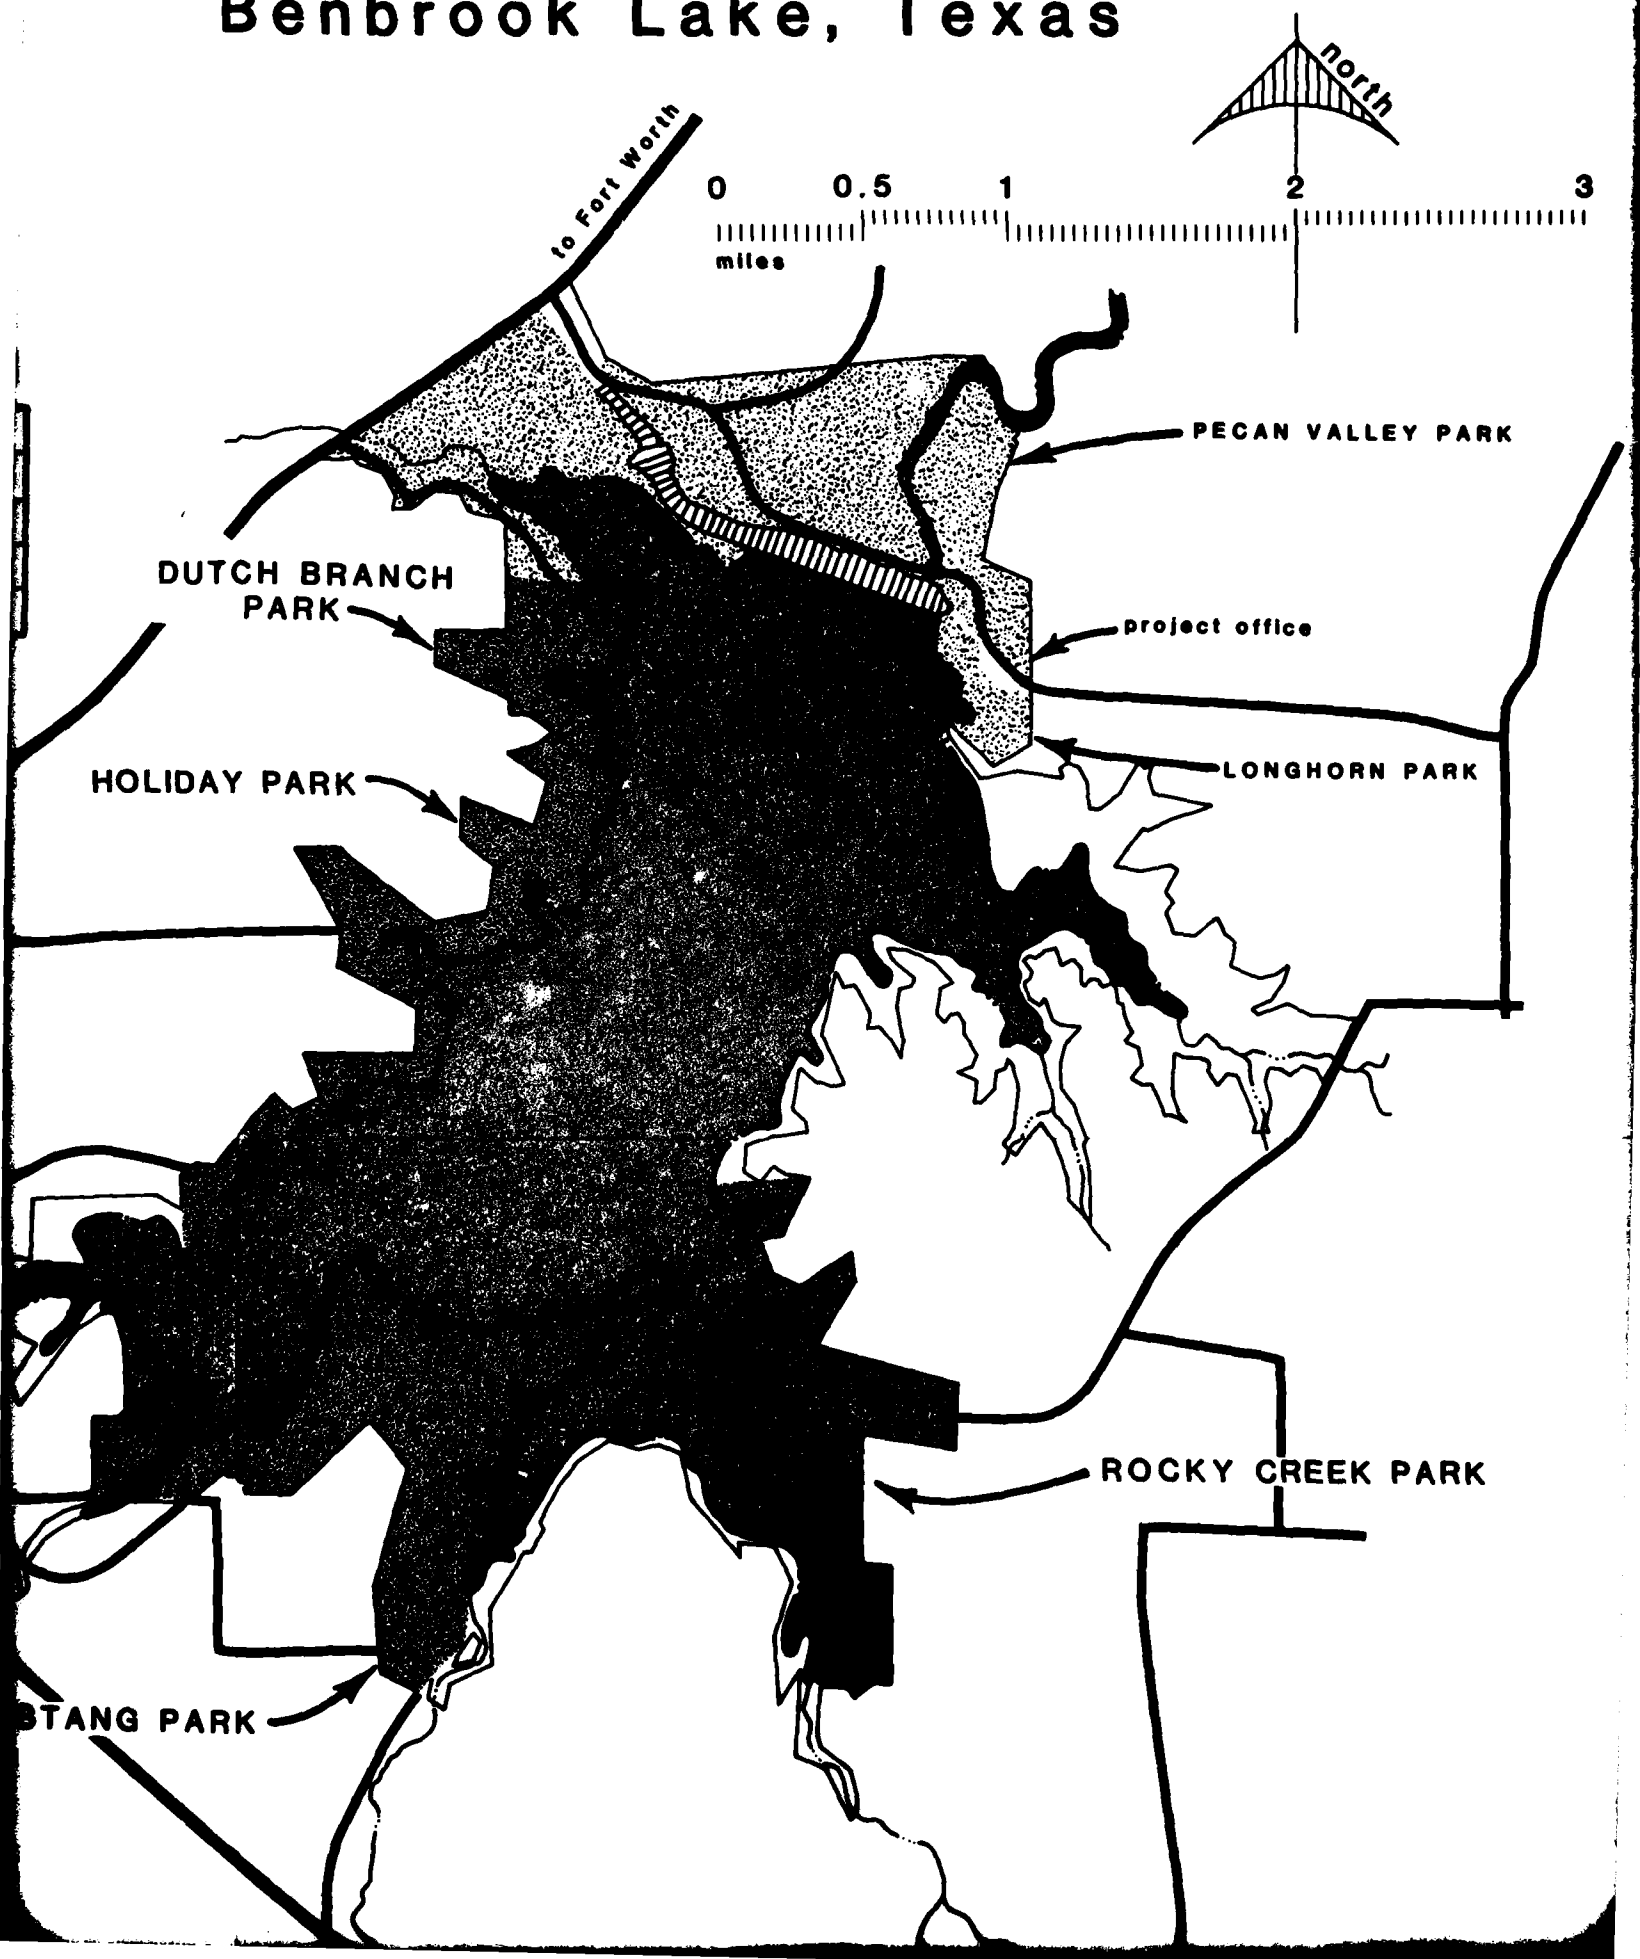 Benbrook Lake, Texas
north
to Fort Worth
0 0.5 1 2 3
miles
PECAN VALLEY PARK
DUTCH BRANCH
PARK
project office
HOLIDAY PARK
LONGHORN PARK
ROCKY CREEK PARK
STANG PARK